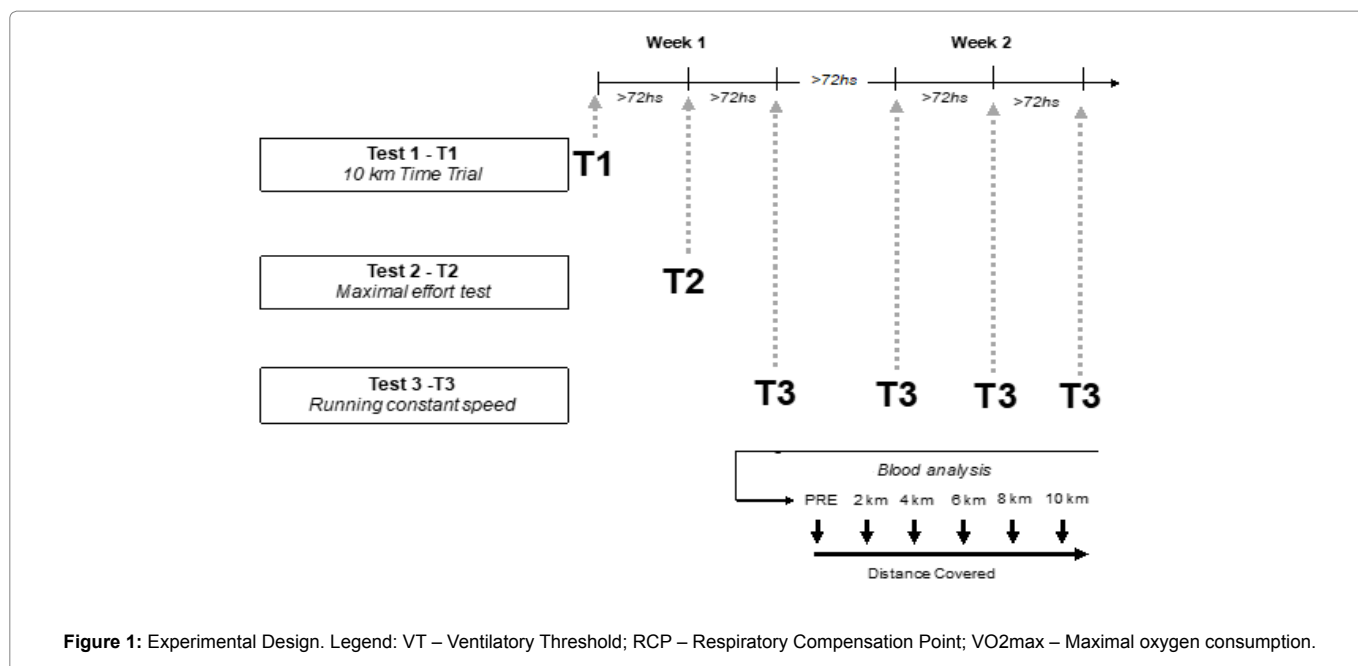 Week 1 Week 2
>72hs
>72hs >72hs >72hs >72hs
Test 1 - T1
10 km Time Trial
T1
Test 2 - T2
Maximal effort test
T2
Test 3 -T3
Running constant speed
T3 T3 T3 T3
Blood analysis
PRE 2 km 4 km 6 km 8 km 10 km
Distance Covered
Figure 1: Experimental Design. Legend: VT – Ventilatory Threshold; RCP – Respiratory Compensation Point; VO2max – Maximal oxygen consumption.